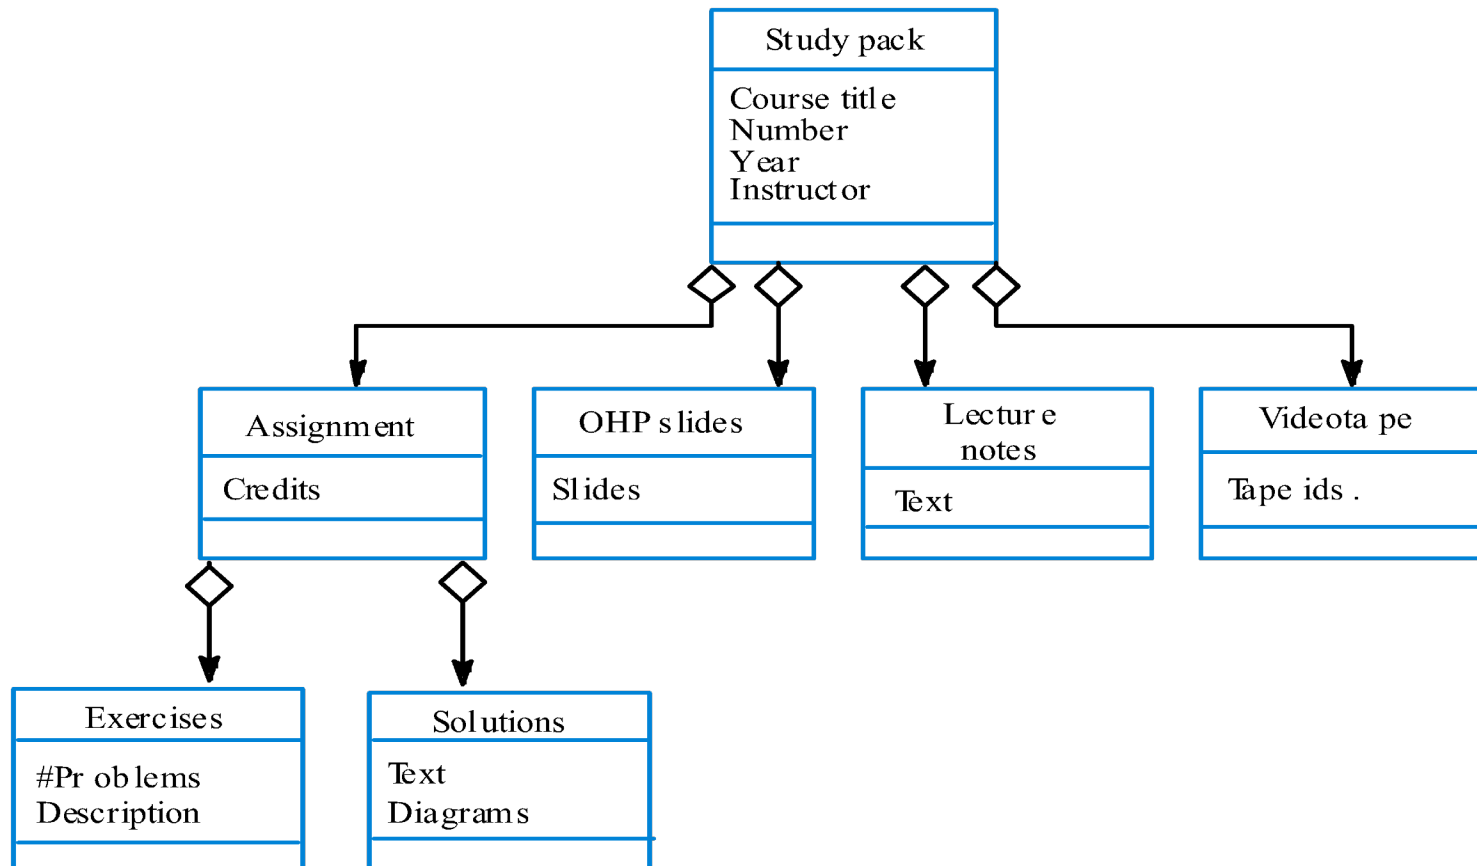 Study pack
Course title
Number
Year
Instructor
Assignment
Credits
OHP slides
Slides
Lecture
notes
Text
Videotape
Tape ids.
Exercises
#Problems
Description
Solutions
Text
Diagrams